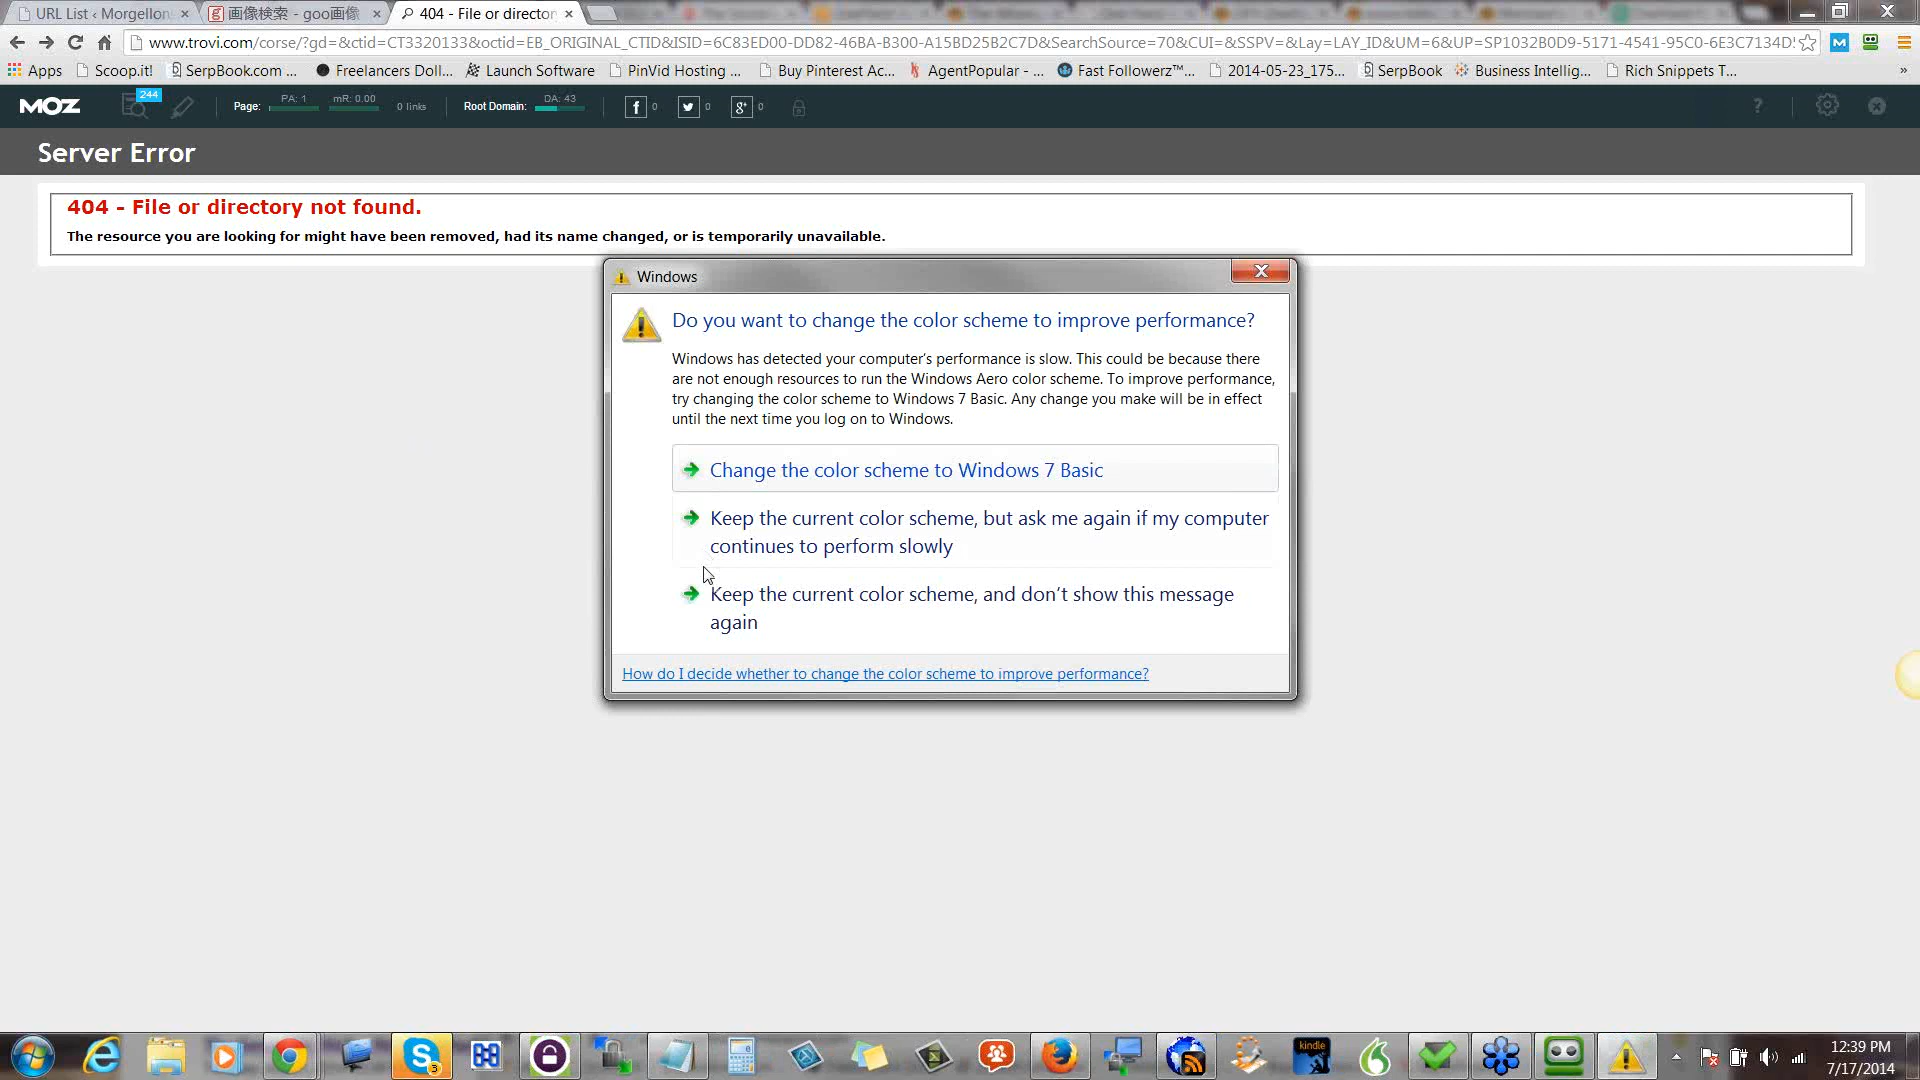 URL List ‹ Morgellon
画像検索 - goo画像
404 - File or director
www.trovi.com/corse/?gd=&ctid=CT3320133&octid=EB_ORIGINAL_CTID&ISID=6C83ED00-DD82-46BA-B300-A15BD25B2C7D&SearchSource=70&CUI=&SSPV=&Lay=LAY_ID&UM=6&UP=SP1032B0D9-5171-4541-95C0-6E3C7134D
Apps Scoop.it! SerpBook.com ... Freelancers Doll... Launch Software PinVid Hosting ... Buy Pinterest Ac... AgentPopular - ... Fast Followerz™... 2014-05-23_175... SerpBook Business Intellig... Rich Snippets T... »
MOZ 244 Page: PA: 1 mR: 0.00 0 links Root Domain: DA: 43 0 0 0
Server Error
404 - File or directory not found.
The resource you are looking for might have been removed, had its name changed, or is temporarily unavailable.
Windows
Do you want to change the color scheme to improve performance?
Windows has detected your computer's performance is slow. This could be because there
are not enough resources to run the Windows Aero color scheme. To improve performance,
try changing the color scheme to Windows 7 Basic. Any change you make will be in effect
until the next time you log on to Windows.
Change the color scheme to Windows 7 Basic
Keep the current color scheme, but ask me again if my computer
continues to perform slowly
Keep the current color scheme, and don't show this message
again
How do I decide whether to change the color scheme to improve performance?
3
kindle
12:39 PM
7/17/2014